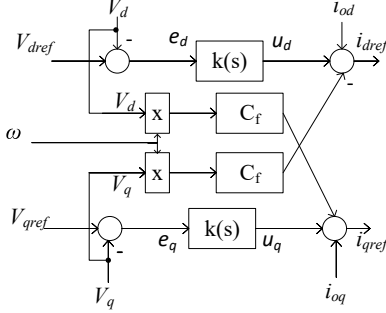 V_d i_od
V_dref - e_d k(s) u_d i_dref
-
V_d x C_f
ω
V_q x C_f
V_qref e_q k(s) u_q i_qref
-
V_q i_oq